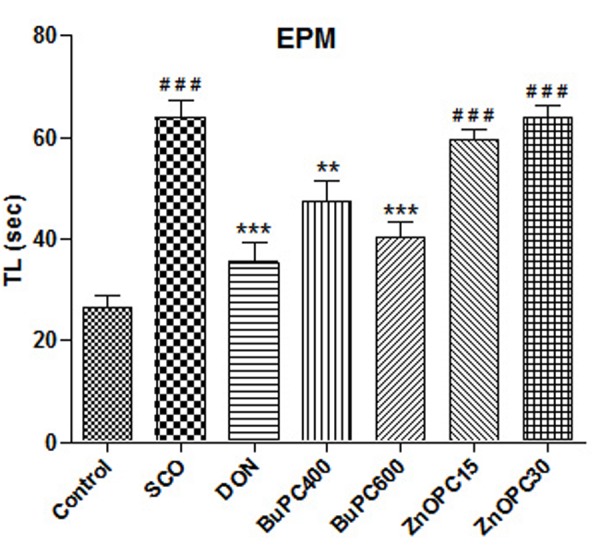 EPM
80
60
40
20
0
TL (sec)
###
***
**
***
###
###
Control
SCO
DON
BuPC400
BuPC600
ZnOPC15
ZnOPC30